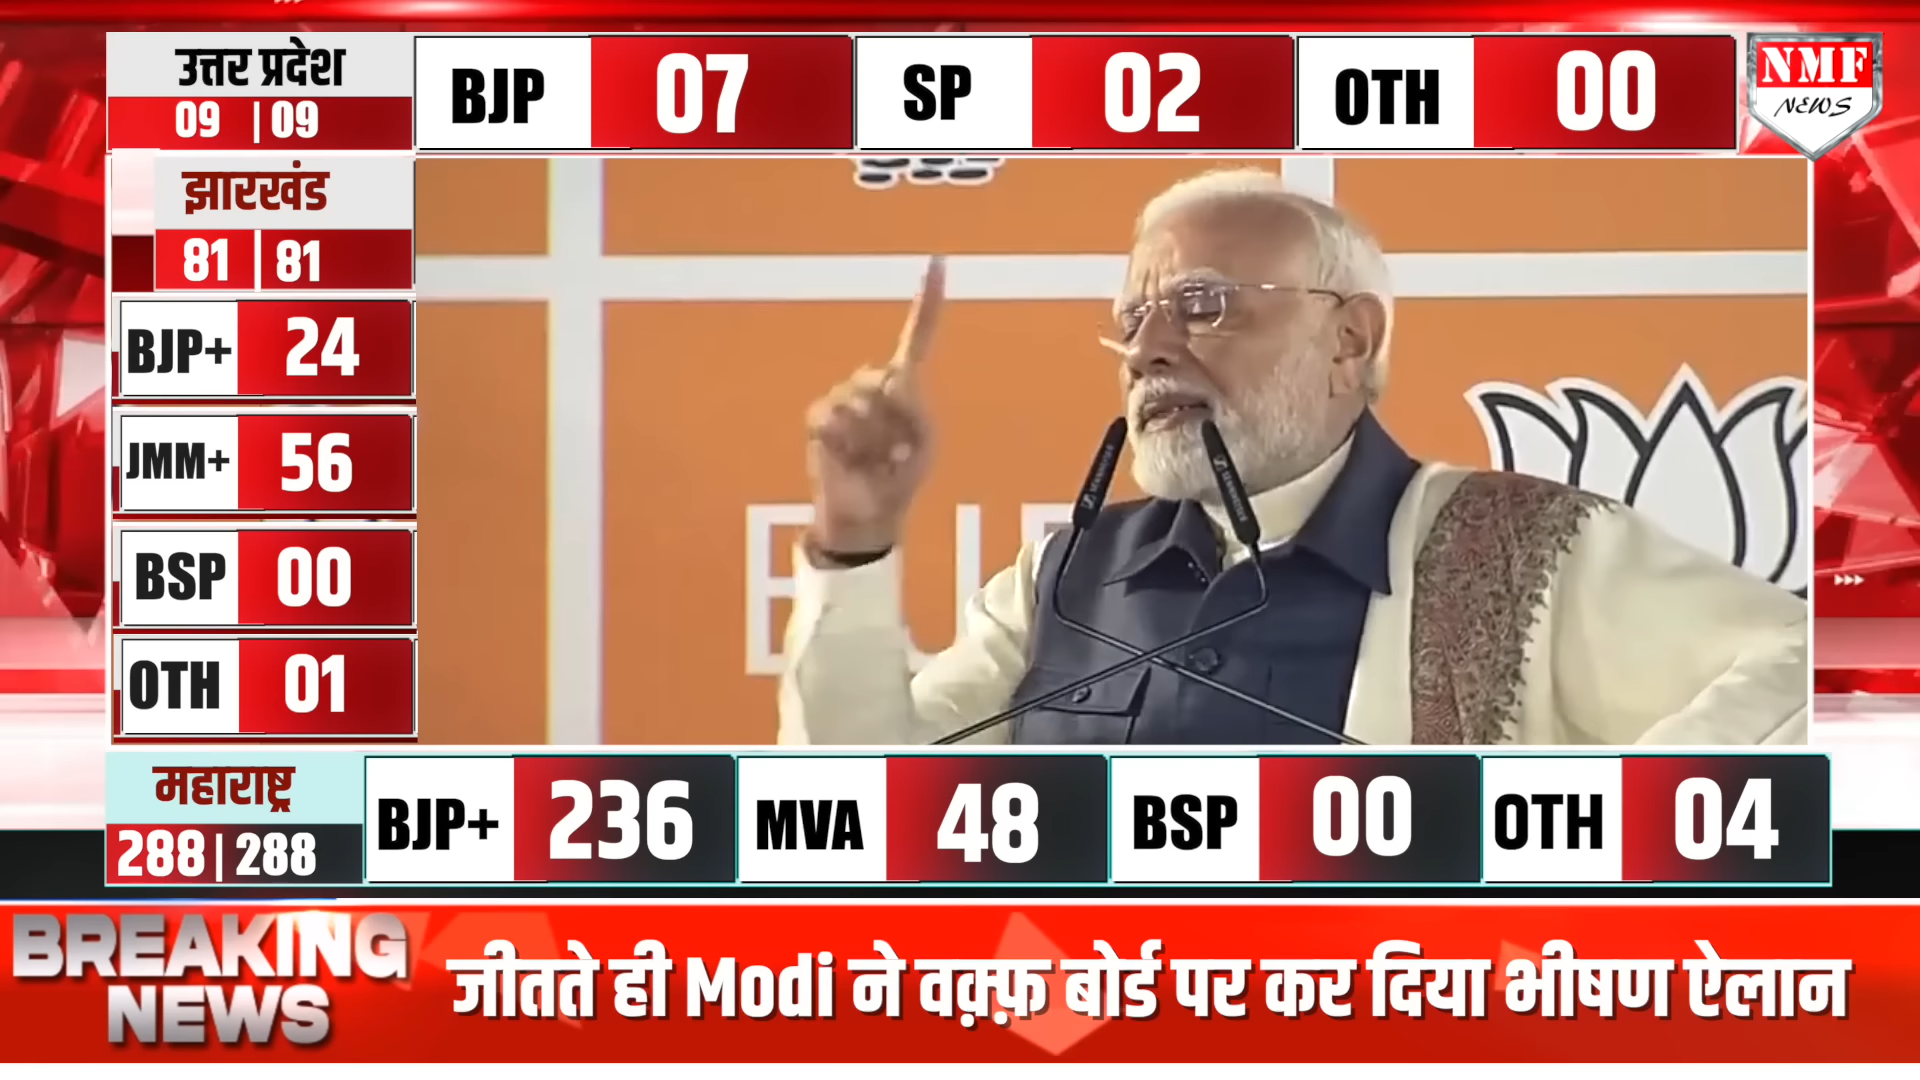 उत्तर प्रदेश
09 | 09
BJP 07 SP 02 OTH 00
NMF
NEWS
झारखंड
81 | 81
BJP+ 24
JMM+ 56
BSP 00
OTH 01
SENNHEISER
SENNHEISER
महाराष्ट्र
288 | 288
BJP+ 236 MVA 48 BSP 00 OTH 04
BREAKING
NEWS
जीतते ही Modi ने वक़्फ़ बोर्ड पर कर दिया भीषण ऐलान